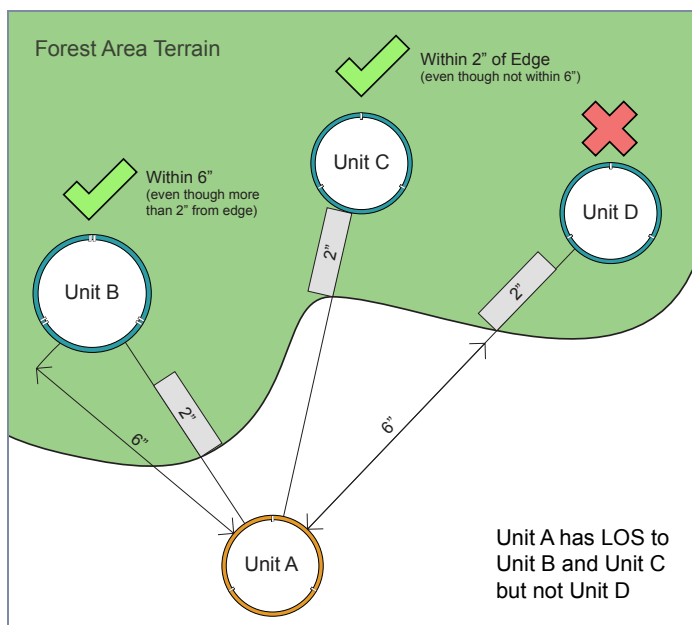 Forest Area Terrain
Within 2” of Edge
(even though not within 6”)
Unit C
Unit D
Within 6”
(even though more
than 2” from edge)
Unit B
2”
2”
2”
6”
6”
Unit A
Unit A has LOS to
Unit B and Unit C
but not Unit D